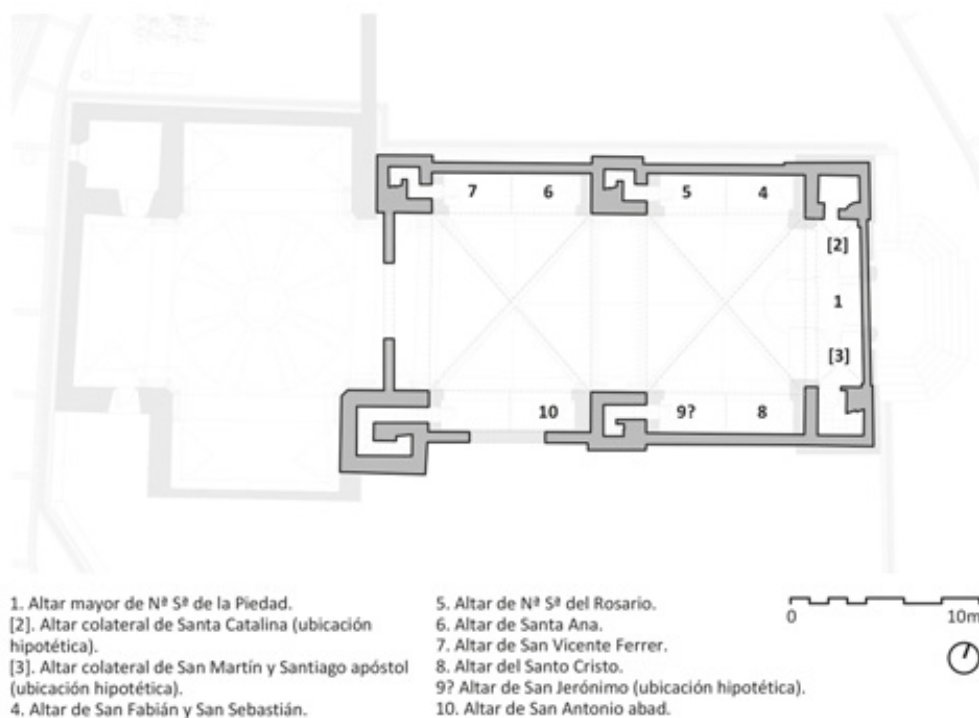 7
6
5
4
[2]
1
[3]
10
9?
8
1. Altar mayor de Nª Sª de la Piedad.
[2]. Altar colateral de Santa Catalina (ubicación
hipotética).
[3]. Altar colateral de San Martín y Santiago apóstol
(ubicación hipotética).
4. Altar de San Fabián y San Sebastián.
5. Altar de Nª Sª del Rosario.
6. Altar de Santa Ana.
7. Altar de San Vicente Ferrer.
8. Altar del Santo Cristo.
9? Altar de San Jerónimo (ubicación hipotética).
10. Altar de San Antonio abad.
0
10m